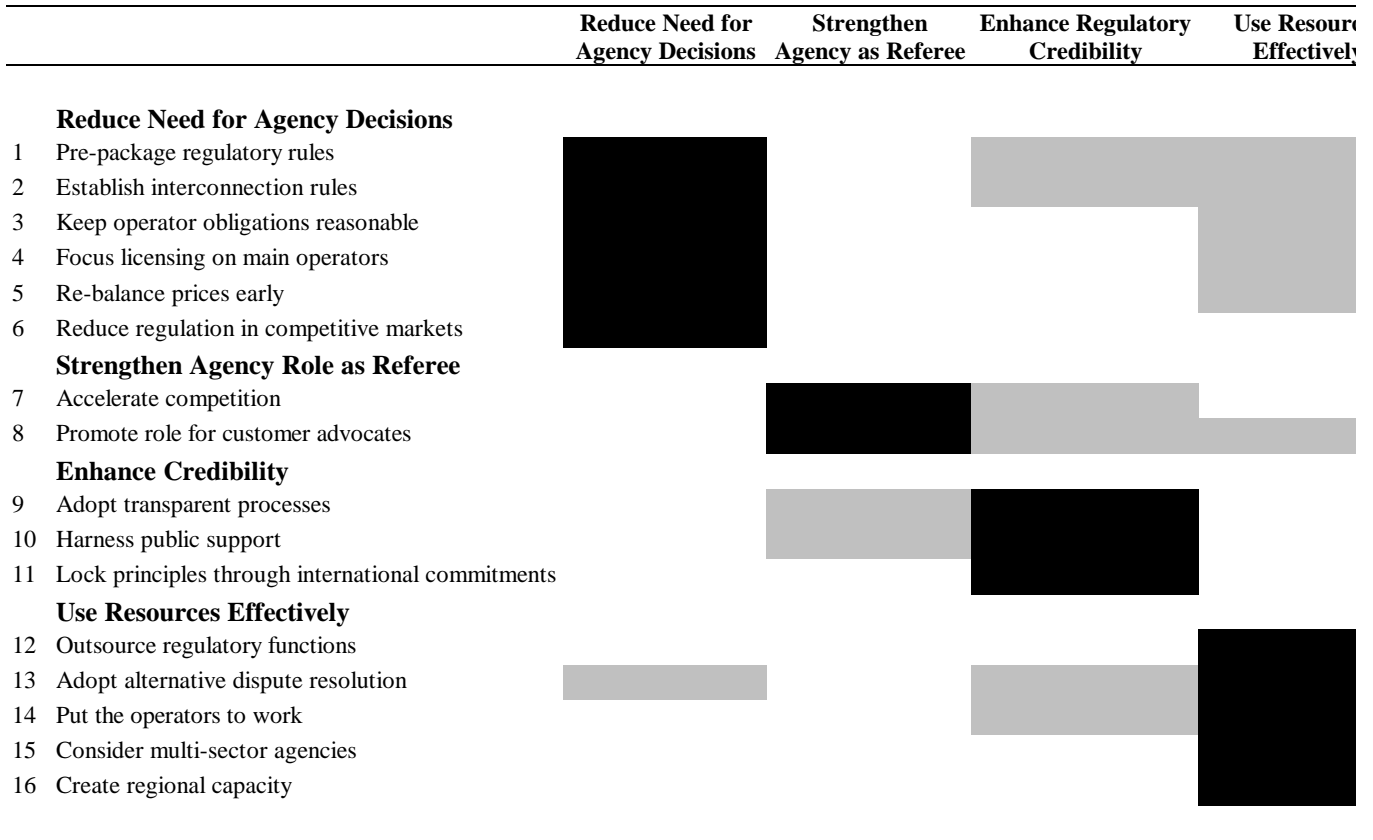 Reduce Need for Strengthen Enhance Regulatory Use Resourc
Agency Decisions Agency as Referee Credibility Effectively
Reduce Need for Agency Decisions
1 Pre-package regulatory rules
2 Establish interconnection rules
3 Keep operator obligations reasonable
4 Focus licensing on main operators
5 Re-balance prices early
6 Reduce regulation in competitive markets
Strengthen Agency Role as Referee
7 Accelerate competition
8 Promote role for customer advocates
Enhance Credibility
9 Adopt transparent processes
10 Harness public support
11 Lock principles through international commitments
Use Resources Effectively
12 Outsource regulatory functions
13 Adopt alternative dispute resolution
14 Put the operators to work
15 Consider multi-sector agencies
16 Create regional capacity